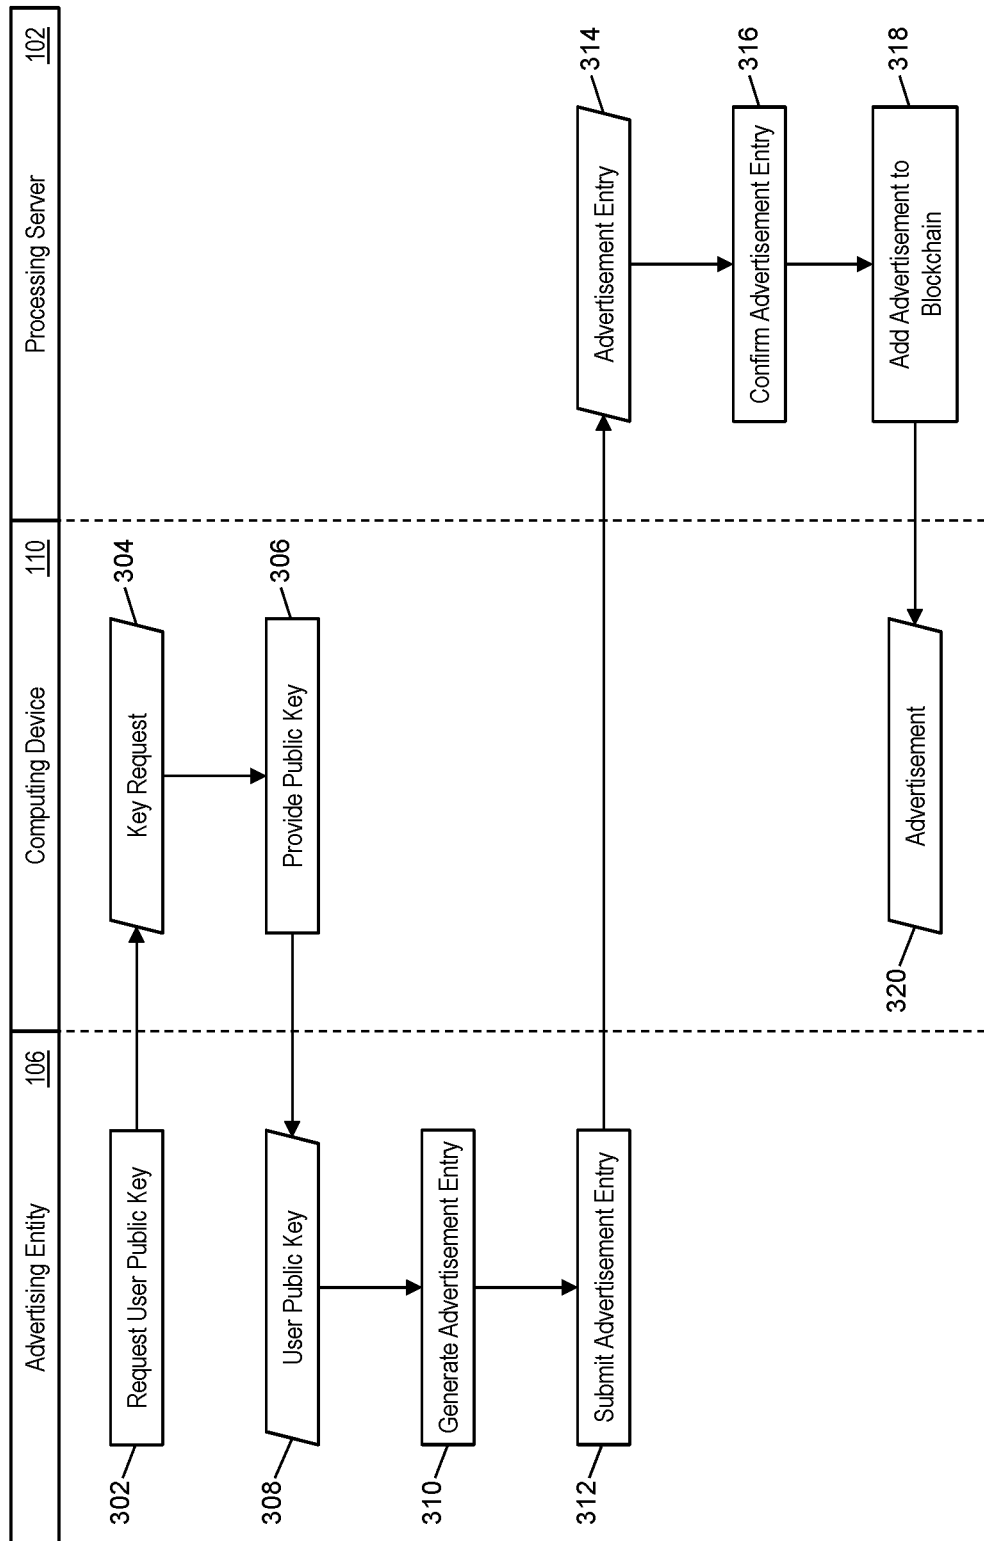 Advertising Entity 106
Computing Device 110
Processing Server 102
302
Request User Public Key
Key Request
304
308
User Public Key
Provide Public Key
306
310
Generate Advertisement Entry
312
Submit Advertisement Entry
Advertisement Entry
314
Confirm Advertisement Entry
316
Add Advertisement to
Blockchain
318
320
Advertisement